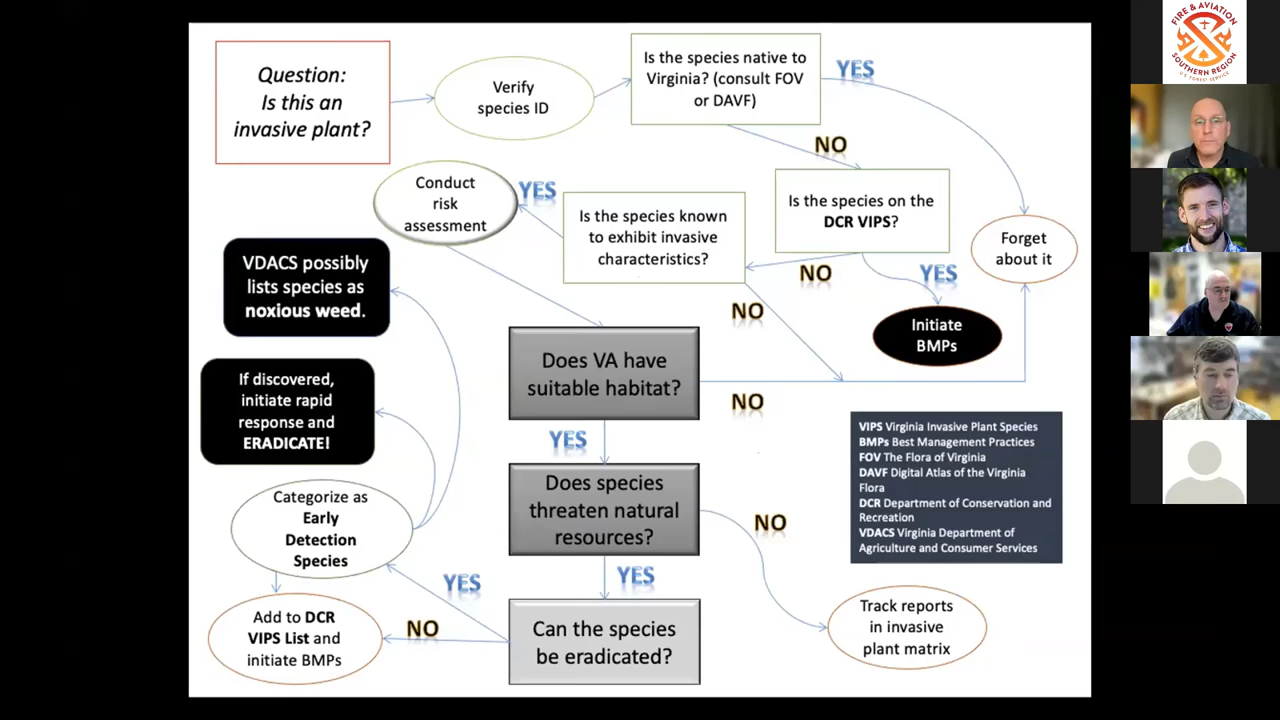 Question:
Is this an
invasive plant?
Verify
species ID
Is the species native to
Virginia? (consult FOV
or DAVF)
YES
NO
Is the species on the
DCR VIPS?
Forget
about it
NO
YES
Initiate
BMPs
Is the species known
to exhibit invasive
characteristics?
YES
NO
Conduct
risk
assessment
Does VA have
suitable habitat?
NO
YES
Does species
threaten natural
resources?
NO
YES
Track reports
in invasive
plant matrix
Can the species
be eradicated?
YES
NO
Categorize as
Early
Detection
Species
Add to DCR
VIPS List and
initiate BMPs
VDACS possibly
lists species as
noxious weed.
If discovered,
initiate rapid
response and
ERADICATE!
VIPS Virginia Invasive Plant Species
BMPs Best Management Practices
FOV The Flora of Virginia
DAVF Digital Atlas of the Virginia
Flora
DCR Department of Conservation and
Recreation
VDACS Virginia Department of
Agriculture and Consumer Services
FIRE & AVIATION
SOUTHERN REGION
U.S. FOREST SERVICE